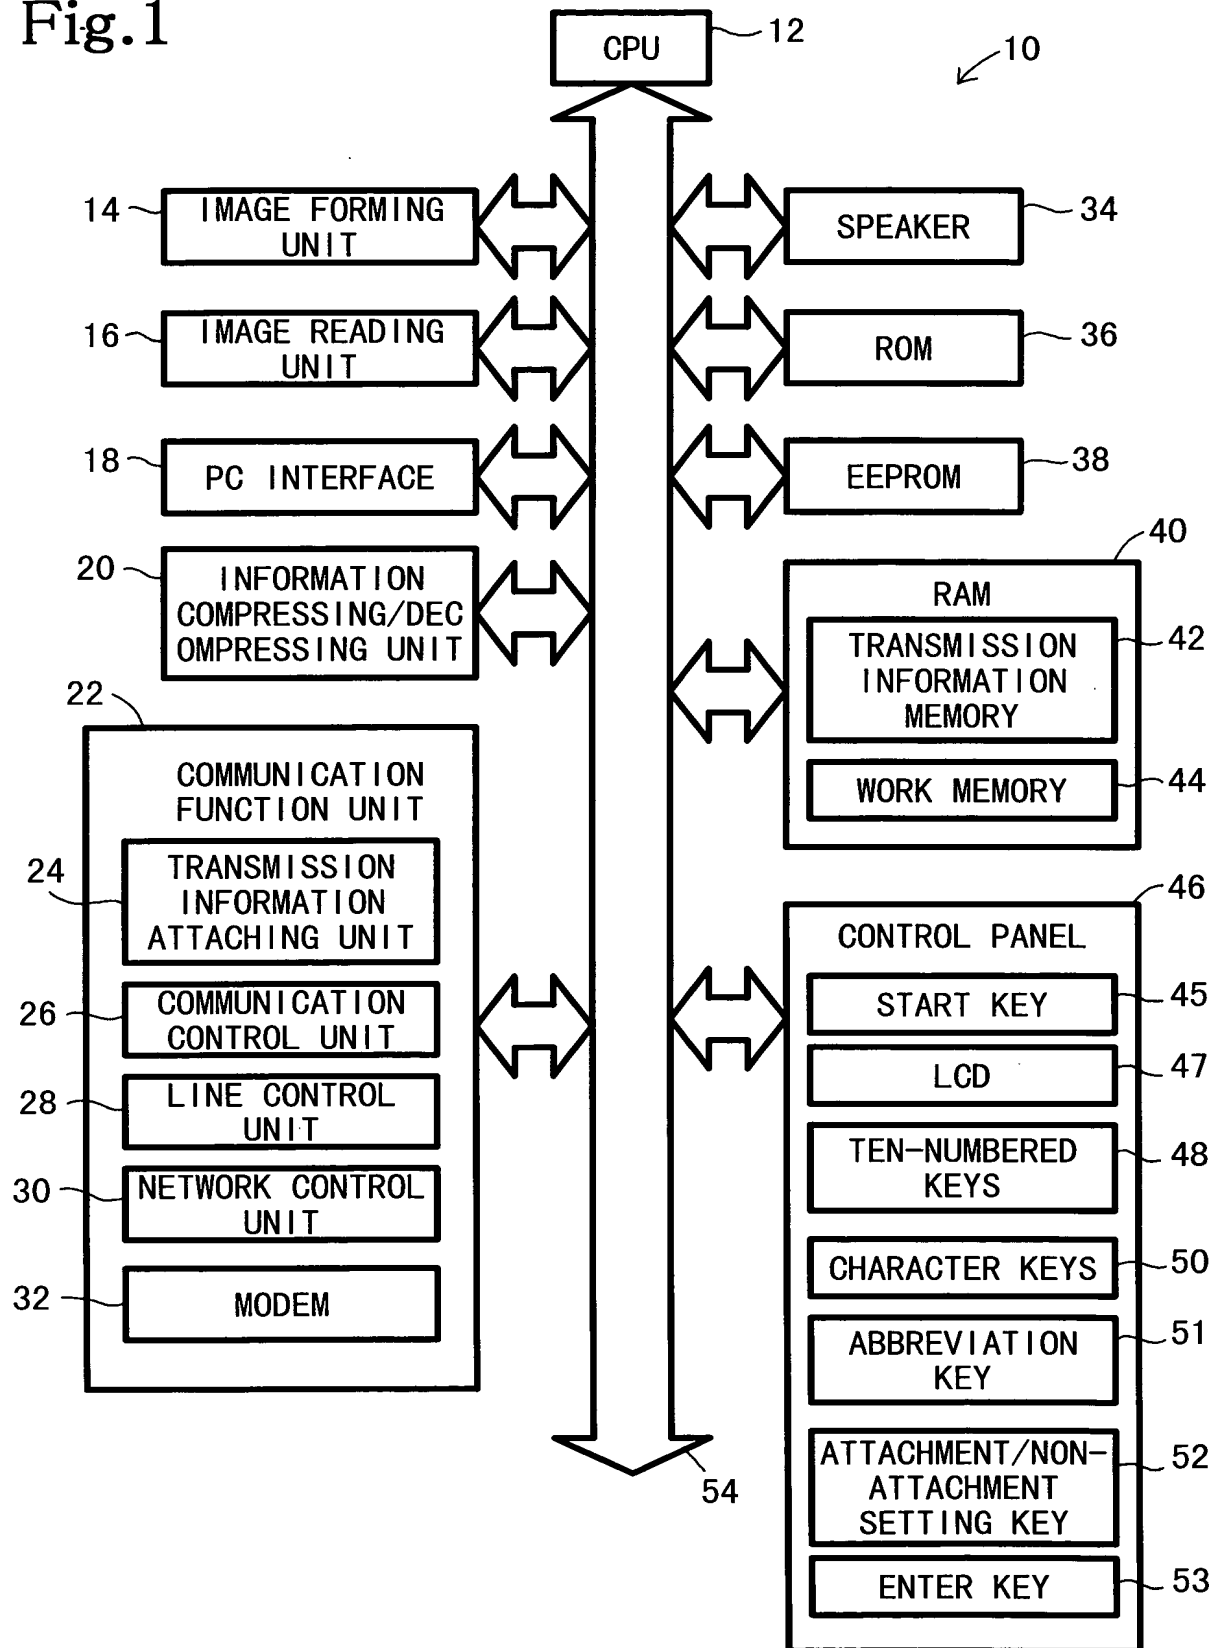 Fig.1
CPU
12
10
14
IMAGE FORMING
UNIT
SPEAKER
34
16
IMAGE READING
UNIT
ROM
36
18
PC INTERFACE
EEPROM
38
20
INFORMATION
COMPRESSING/DEC
OMPRESSING UNIT
40
RAM
TRANSMISSION
INFORMATION
MEMORY
42
WORK MEMORY
44
22
COMMUNICATION
FUNCTION UNIT
24
TRANSMISSION
INFORMATION
ATTACHING UNIT
26
COMMUNICATION
CONTROL UNIT
28
LINE CONTROL
UNIT
30
NETWORK CONTROL
UNIT
32
MODEM
46
CONTROL PANEL
START KEY
45
LCD
47
TEN-NUMBERED
KEYS
48
CHARACTER KEYS
50
ABBREVIATION
KEY
51
ATTACHMENT/NON-
ATTACHMENT
SETTING KEY
52
ENTER KEY
53
54